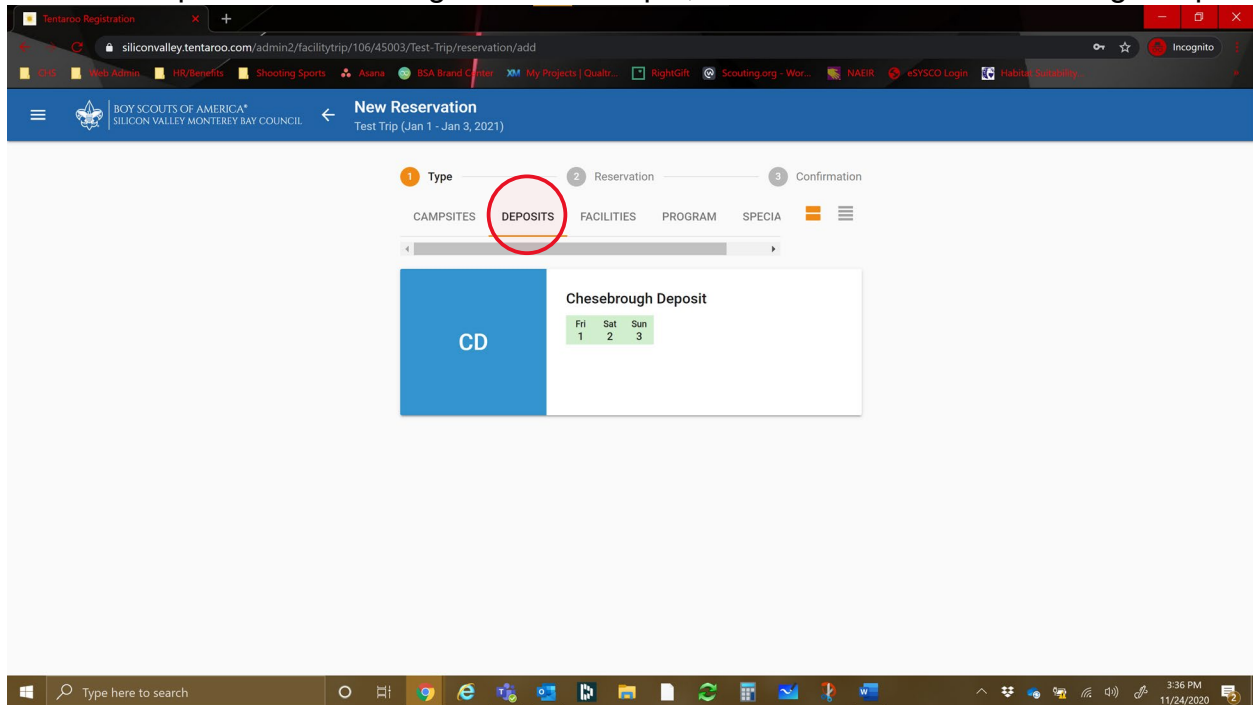 Tentaroo Registration
siliconvalley.tentaroo.com/admin2/facilitytrip/106/45003/Test-Trip/reservation/add
Incognito
CHS Web Admin HR/Benefits Shooting Sports Asana BSA Brand Center My Projects | Qualtr... RightGift Scouting.org - Wor... NAEIR eSYSCO Login Habitat Suitability...
BOY SCOUTS OF AMERICA®
SILICON VALLEY MONTEREY BAY COUNCIL
New Reservation
Test Trip (Jan 1 - Jan 3, 2021)
1 Type 2 Reservation 3 Confirmation
CAMPSITES DEPOSITS FACILITIES PROGRAM SPECIA
CD
Chesebrough Deposit
Fri Sat Sun
1 2 3
Type here to search
3:36 PM
11/24/2020
2